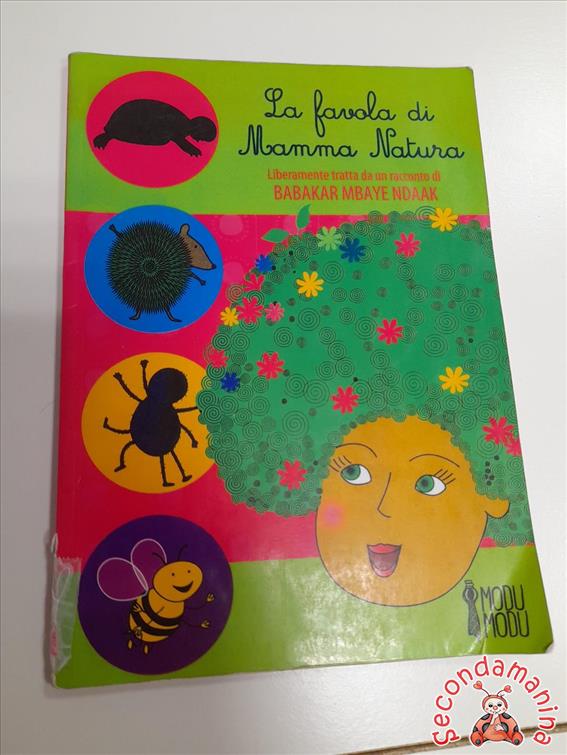 La favola di
Mamma Natura
Liberamente tratta da un racconto di
BABAKAR MBAYE NDAAK
MODU
MODU
Secondamanina